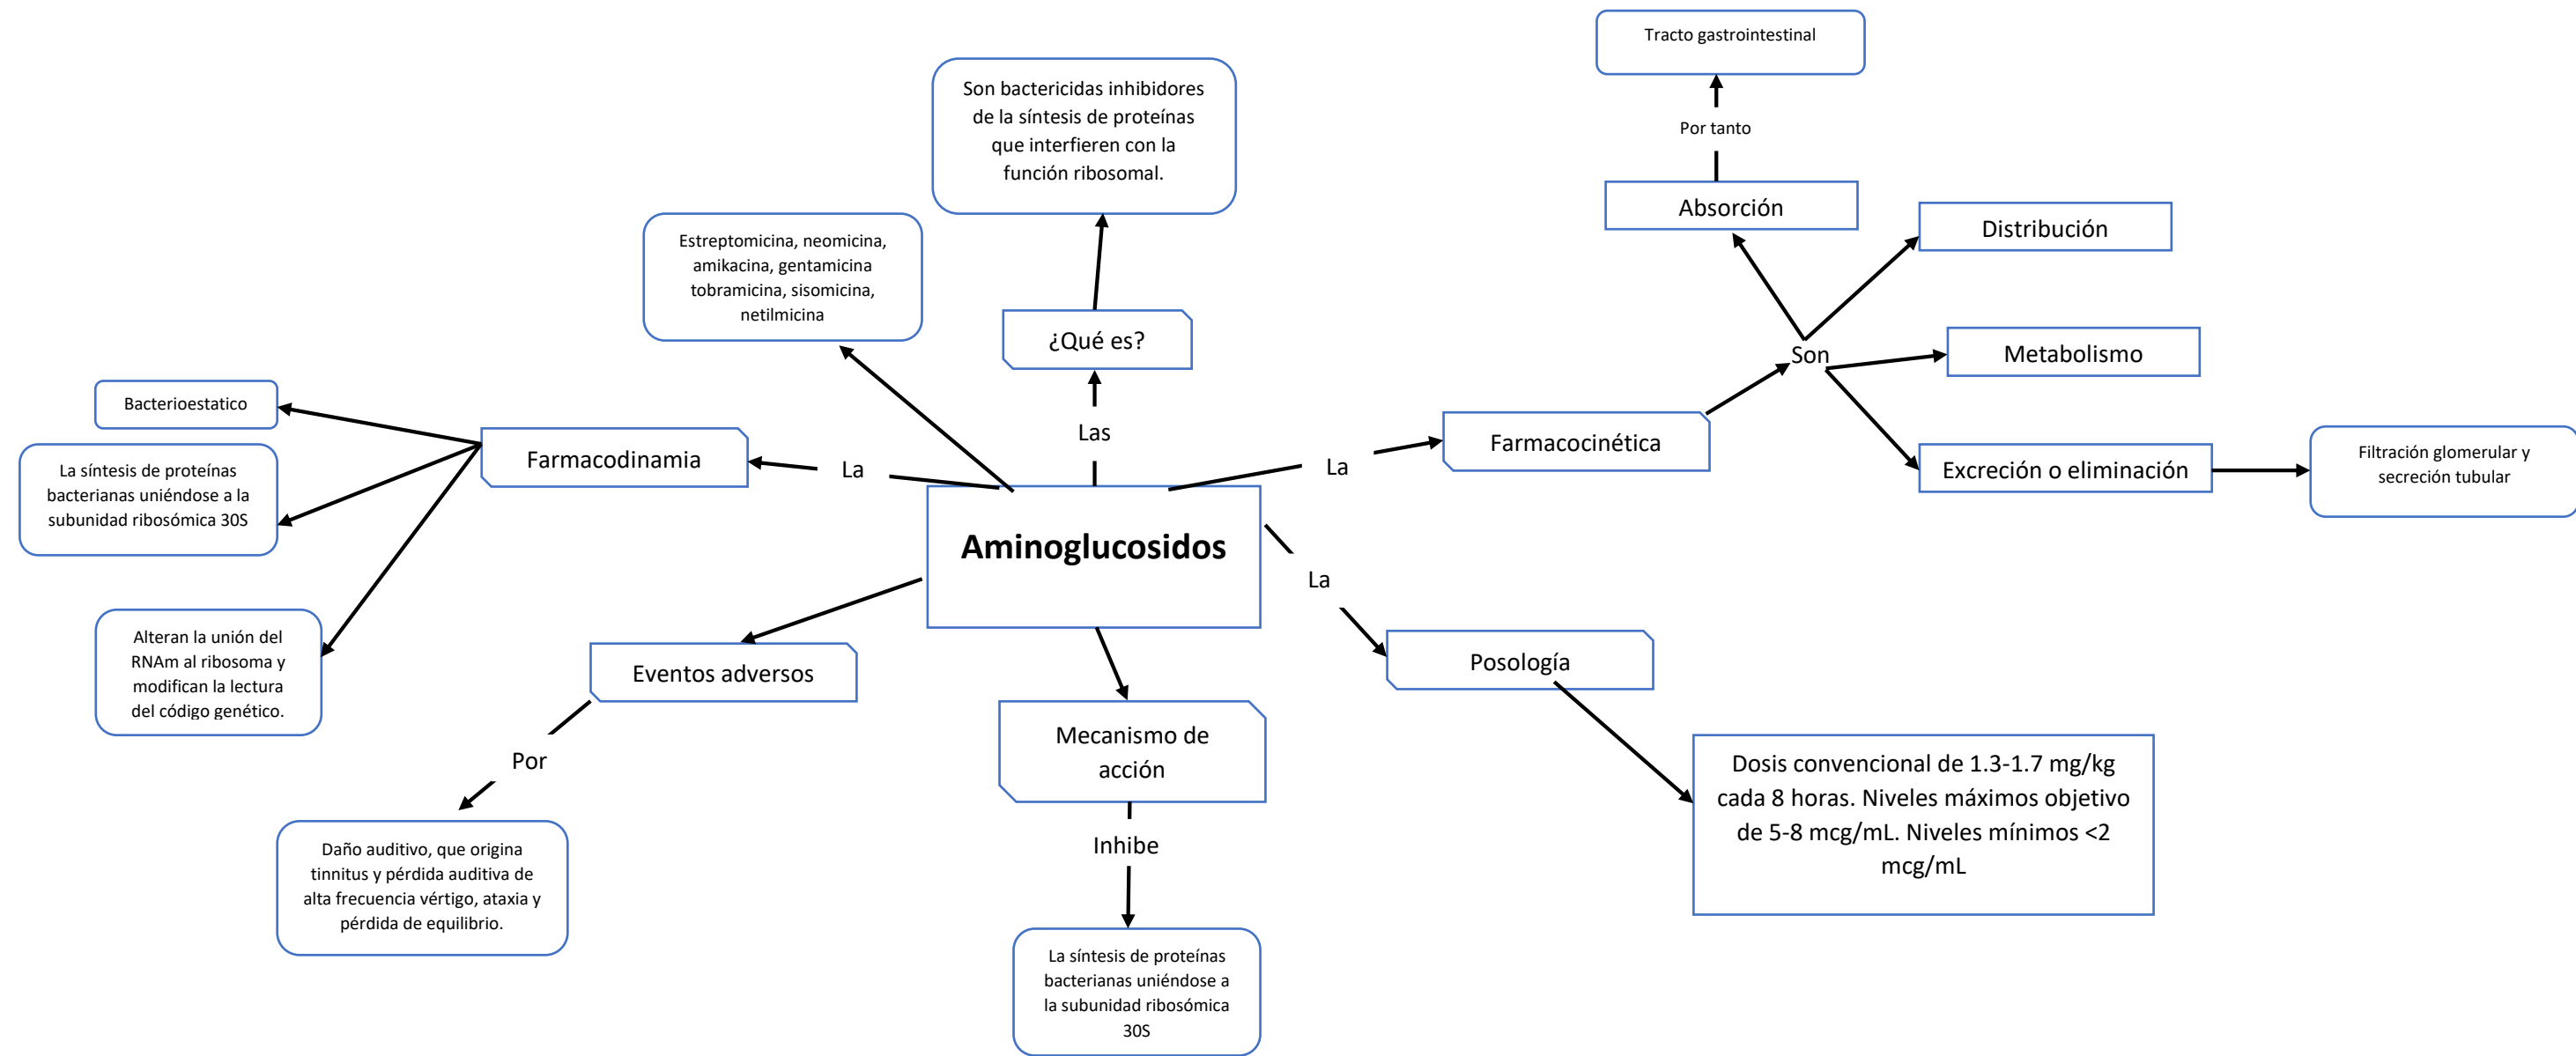 Tracto gastrointestinal
Por tanto
Absorción
Distribución
Son
Metabolismo
Excreción o eliminación
Filtración glomerular y
secreción tubular
Farmacocinética
La
Son bactericidas inhibidores
de la síntesis de proteínas
que interfieren con la
función ribosomal.
¿Qué es?
Las
Estreptomicina, neomicina,
amikacina, gentamicina
tobramicina, sisomicina,
netilmicina
Bacterioestatico
La síntesis de proteínas
bacterianas uniéndose a la
subunidad ribosómica 30S
Alteran la unión del
RNAm al ribosoma y
modifican la lectura
del código genético.
Farmacodinamia
La
Aminoglucosidos
La
Posología
Dosis convencional de 1.3-1.7 mg/kg
cada 8 horas. Niveles máximos objetivo
de 5-8 mcg/mL. Niveles mínimos <2
mcg/mL
Eventos adversos
Por
Daño auditivo, que origina
tinnitus y pérdida auditiva de
alta frecuencia vértigo, ataxia y
pérdida de equilibrio.
Mecanismo de
acción
Inhibe
La síntesis de proteínas
bacterianas uniéndose a
la subunidad ribosómica
30S